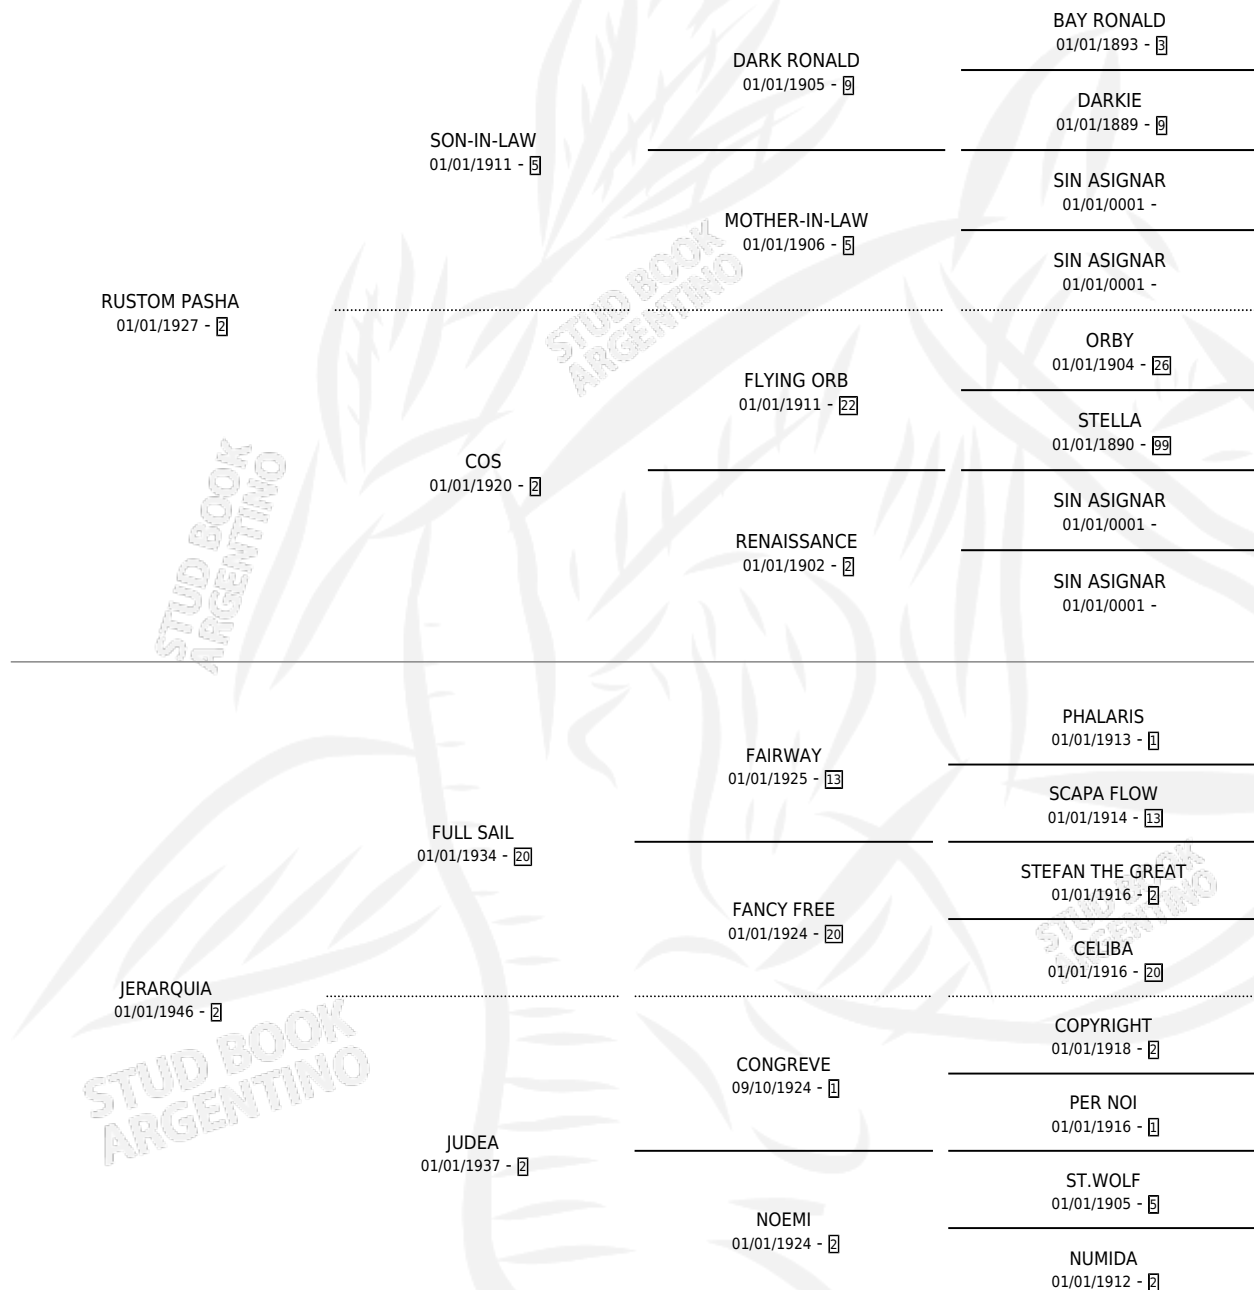 BAY RONALD
01/01/1893 - 3
DARK RONALD
01/01/1905 - 9
DARKIE
01/01/1889 - 9
SON-IN-LAW
01/01/1911 - 5
SIN ASIGNAR
01/01/0001 -
MOTHER-IN-LAW
01/01/1906 - 5
SIN ASIGNAR
01/01/0001 -
RUSTOM PASHA
01/01/1927 - 2
ORBY
01/01/1904 - 26
FLYING ORB
01/01/1911 - 22
STELLA
01/01/1890 - 99
COS
01/01/1920 - 2
SIN ASIGNAR
01/01/0001 -
RENAISSANCE
01/01/1902 - 2
SIN ASIGNAR
01/01/0001 -
STUD BOOK
ARGENTINO
STUD BOOK
ARGENTINO
PHALARIS
01/01/1913 - 1
FAIRWAY
01/01/1925 - 13
SCAPA FLOW
01/01/1914 - 13
FULL SAIL
01/01/1934 - 20
STEFAN THE GREAT
01/01/1916 - 2
FANCY FREE
01/01/1924 - 20
CELIBA
01/01/1916 - 20
STUD BOOK
ARGENTINO
JERARQUIA
01/01/1946 - 2
COPYRIGHT
01/01/1918 - 2
CONGREVE
09/10/1924 - 1
PER NOI
01/01/1916 - 1
JUDEA
01/01/1937 - 2
ST.WOLF
01/01/1905 - 5
NOEMI
01/01/1924 - 2
NUMIDA
01/01/1912 - 2
STUD BOOK
ARGENTINO